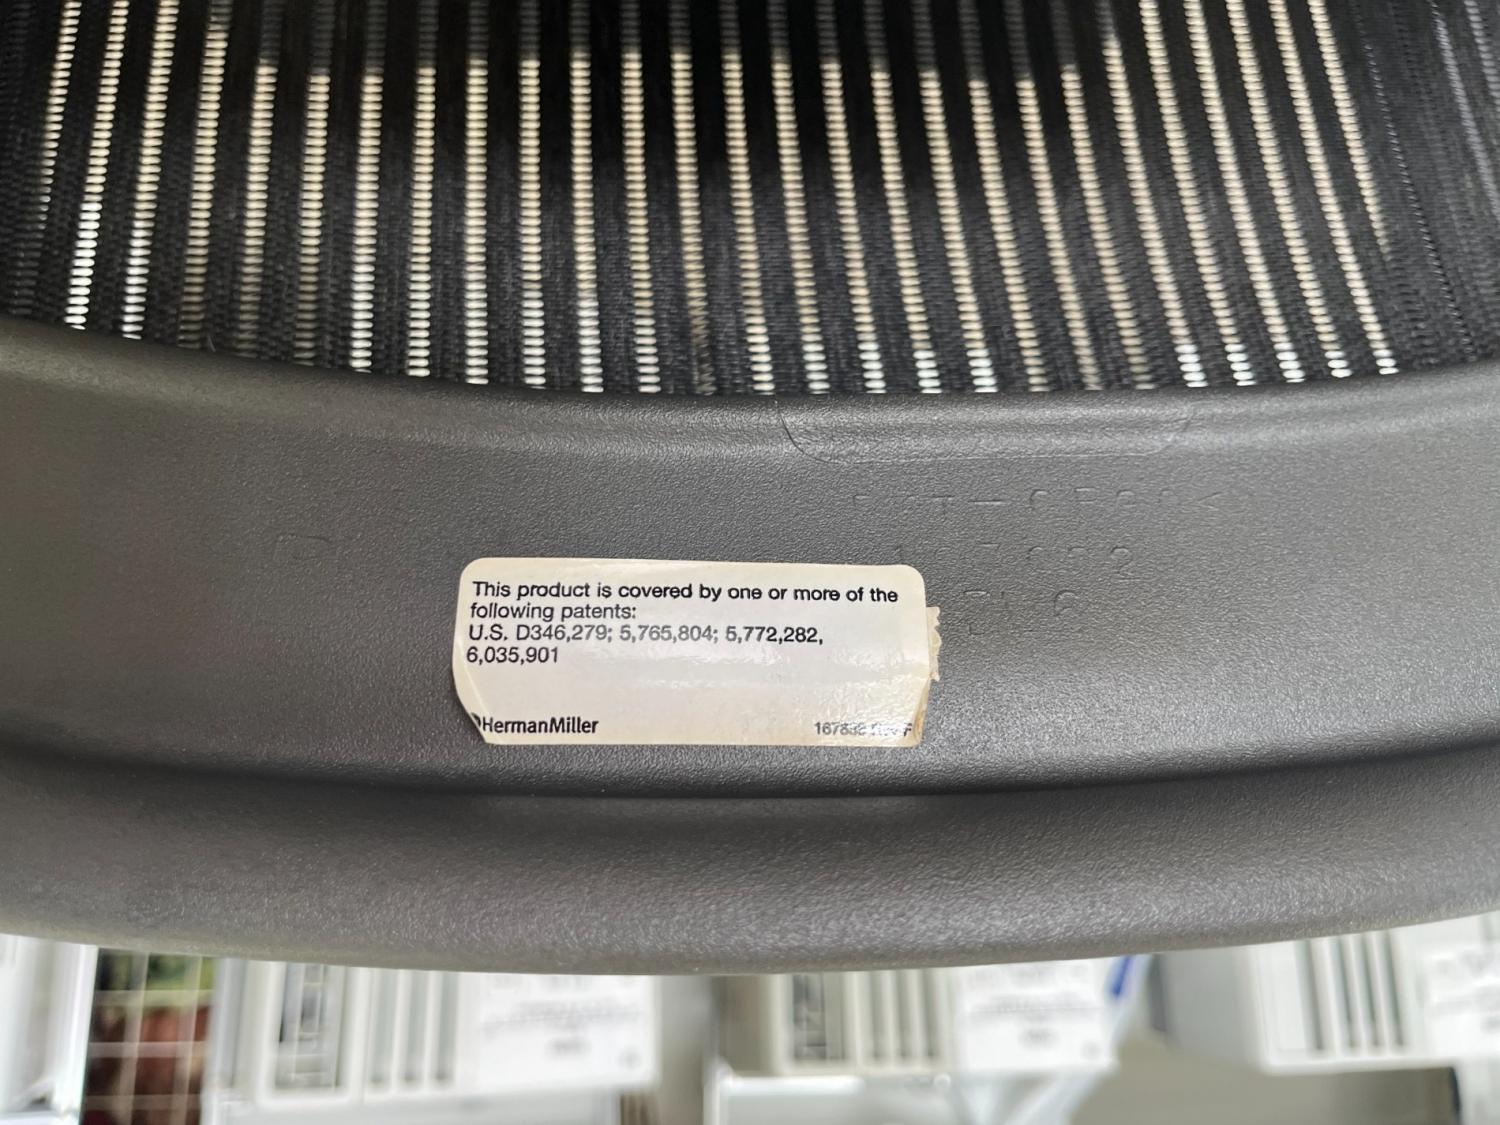 This product is covered by one or more of the
following patents:
U.S. D346,279; 5,765,804; 5,772,282,
6,035,901
HermanMiller